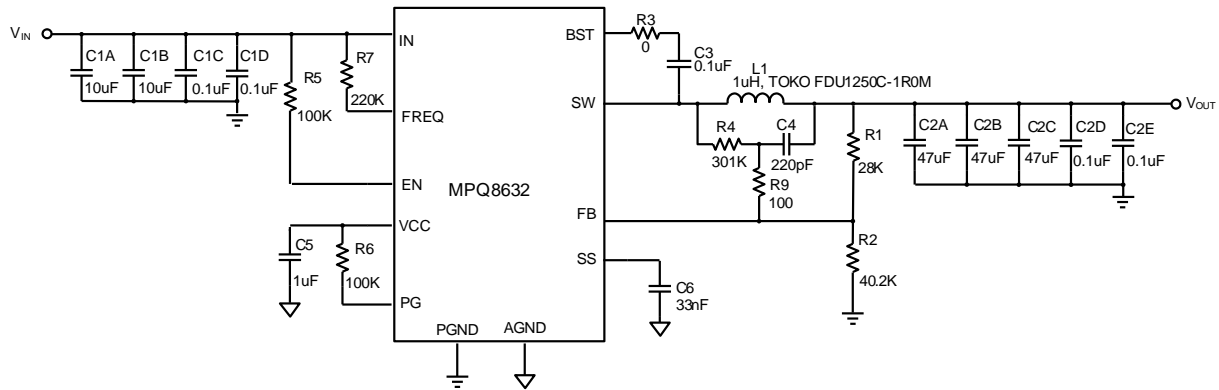 VIN
C1A
10uF
C1B
10uF
C1C
0.1uF
C1D
0.1uF
R5
100K
R7
220K
IN
FREQ
EN
VCC
PG
MPQ8632
BST
SW
FB
SS
PGND
AGND
C5
1uF
R6
100K
R3
0
C3
0.1uF
L1
1uH, TOKO FDU1250C-1R0M
R4
301K
C4
220pF
R9
100
R1
28K
R2
40.2K
C6
33nF
C2A
47uF
C2B
47uF
C2C
47uF
C2D
0.1uF
C2E
0.1uF
VOUT